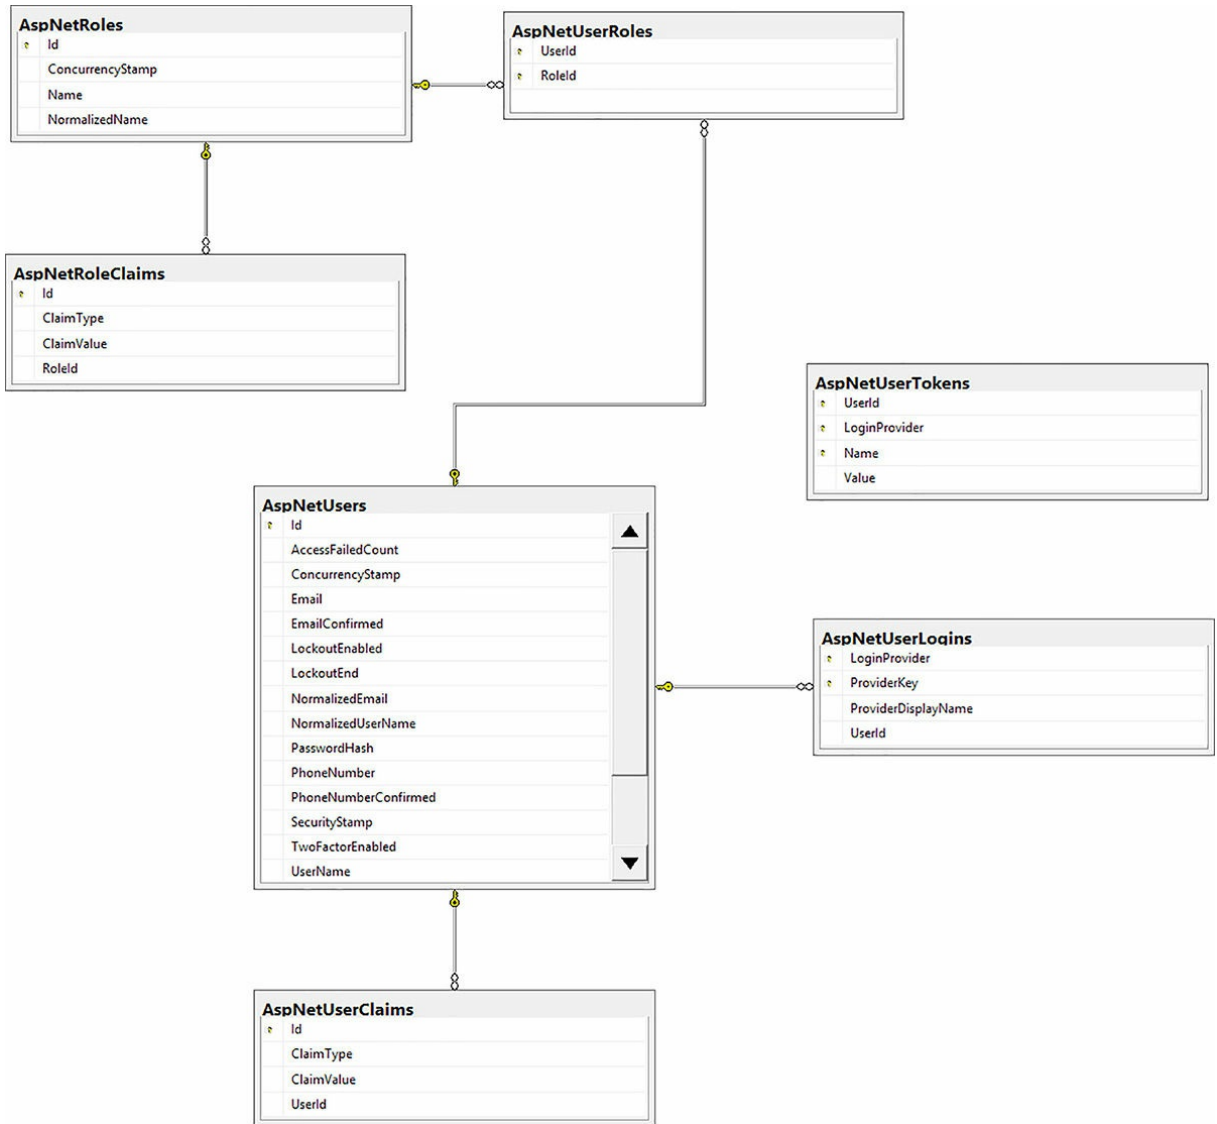 AspNetRoles
Id
ConcurrencyStamp
Name
NormalizedName
AspNetUserRoles
UserId
RoleId
AspNetRoleClaims
Id
ClaimType
ClaimValue
RoleId
AspNetUserTokens
UserId
LoginProvider
Name
Value
AspNetUsers
Id
AccessFailedCount
ConcurrencyStamp
Email
EmailConfirmed
LockoutEnabled
LockoutEnd
NormalizedEmail
NormalizedUserName
PasswordHash
PhoneNumber
PhoneNumberConfirmed
SecurityStamp
TwoFactorEnabled
UserName
AspNetUserLogins
LoginProvider
ProviderKey
ProviderDisplayName
UserId
AspNetUserClaims
Id
ClaimType
ClaimValue
UserId